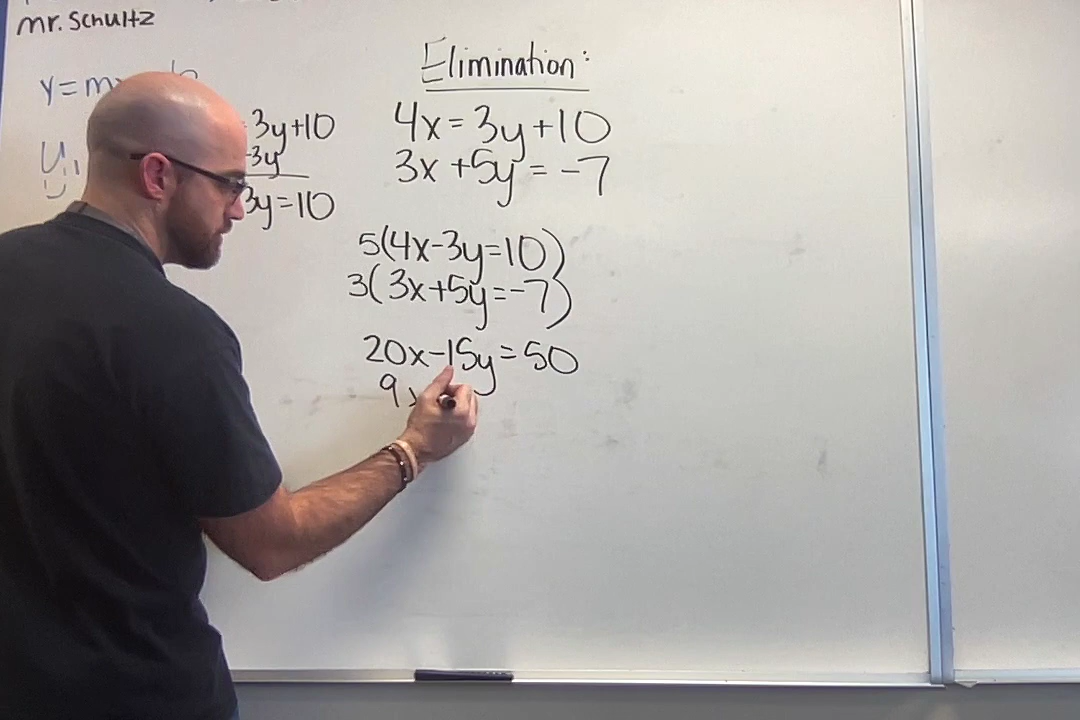 mr. Schultz
y=m
3y+10
-3y
3y=10
Elimination:
4x=3y+10
3x+5y=-7
5(4x-3y=10)
3(3x+5y=-7)
20x-15y=50
9x